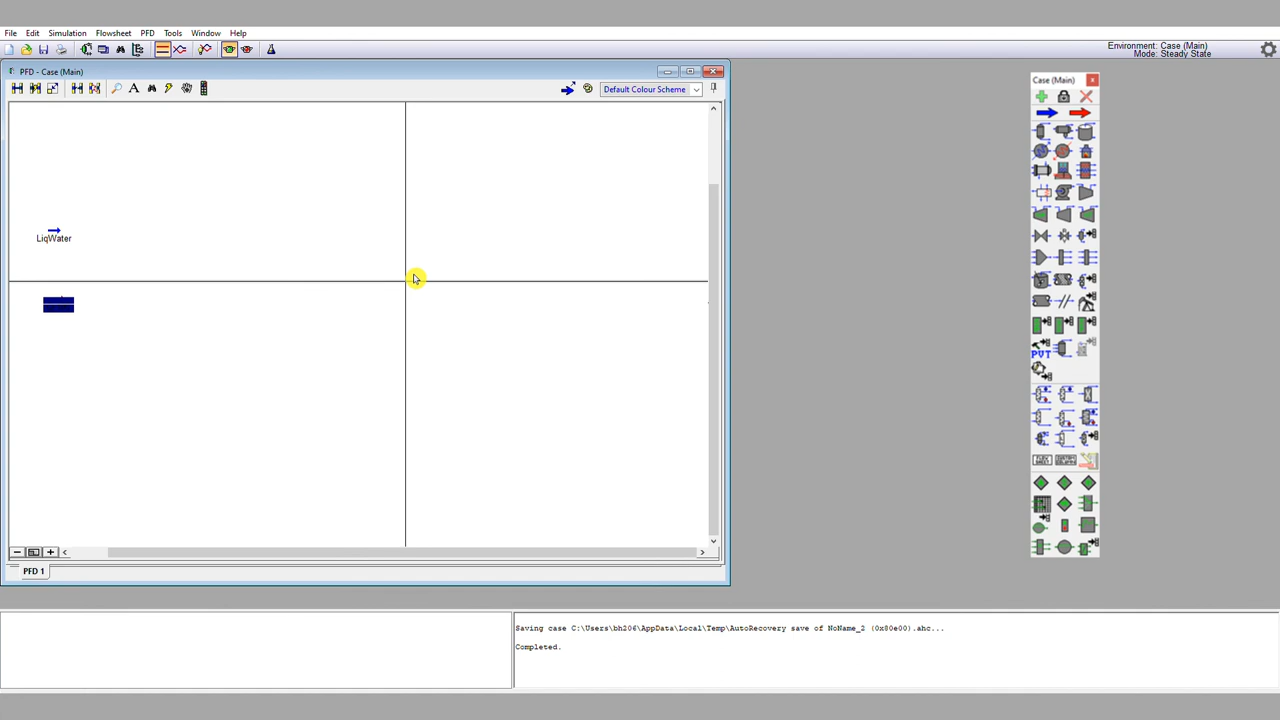 File Edit Simulation Flowsheet PFD Tools Window Help
Environment: Case (Main)
Mode: Steady State
PFD - Case (Main)
A Default Colour Scheme
Case (Main)
PVT
LiqWater
PFD 1
Saving case C:\Users\bh206\AppData\Local\Temp\AutoRecovery save of NoName_2 (0x80e00).ahc...
Completed.